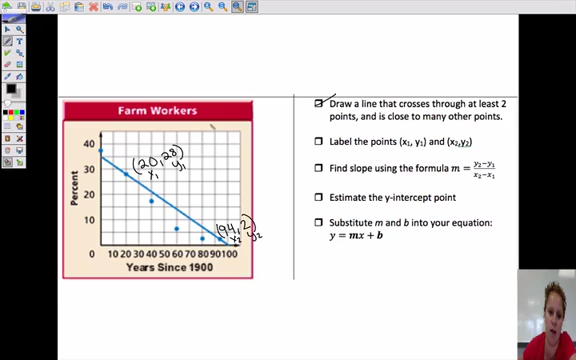 Farm Workers
40
30
20
10
0
Percent
(20, 28)
x₁ y₁
(94, 2)
x₂ y₂
10 20 30 40 50 60 70 80 90 100
Years Since 1900
Draw a line that crosses through at least 2
points, and is close to many other points.
Label the points (x₁, y₁) and (x₂,y₂)
Find slope using the formula m = y₂−y₁/x₂−x₁
Estimate the y-intercept point
Substitute m and b into your equation:
y = mx + b